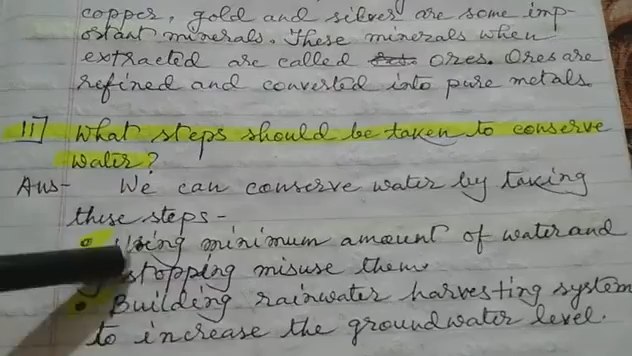 copper, gold and silver are some imp-
ortant minerals. These minerals when
extracted are called Ores. Ores are
refined and converted into pure metals.
11] What steps should be taken to conserve
water?
Ans- We can conserve water by taking
these steps -
• Using minimum amount of water and
stopping misuse them.
• Building rainwater harvesting system
to increase the groundwater level.